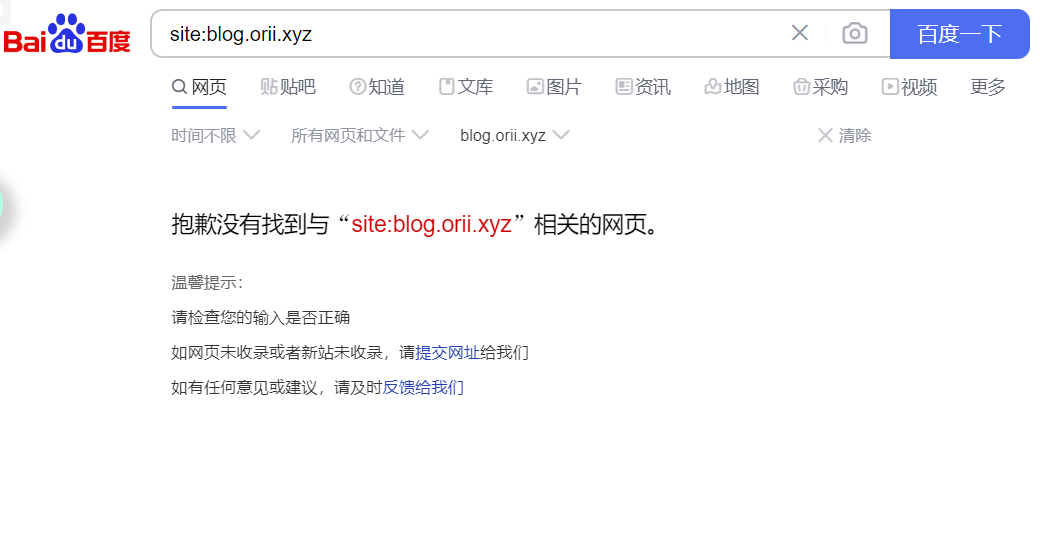 Bai du 百度 site:blog.orii.xyz 百度一下
网页 贴吧 知道 文库 图片 资讯 地图 采购 视频 更多
时间不限 所有网页和文件 blog.orii.xyz 清除
抱歉没有找到与“site:blog.orii.xyz”相关的网页。
温馨提示：
请检查您的输入是否正确
如网页未收录或者新站未收录，请提交网址给我们
如有任何意见或建议，请及时反馈给我们